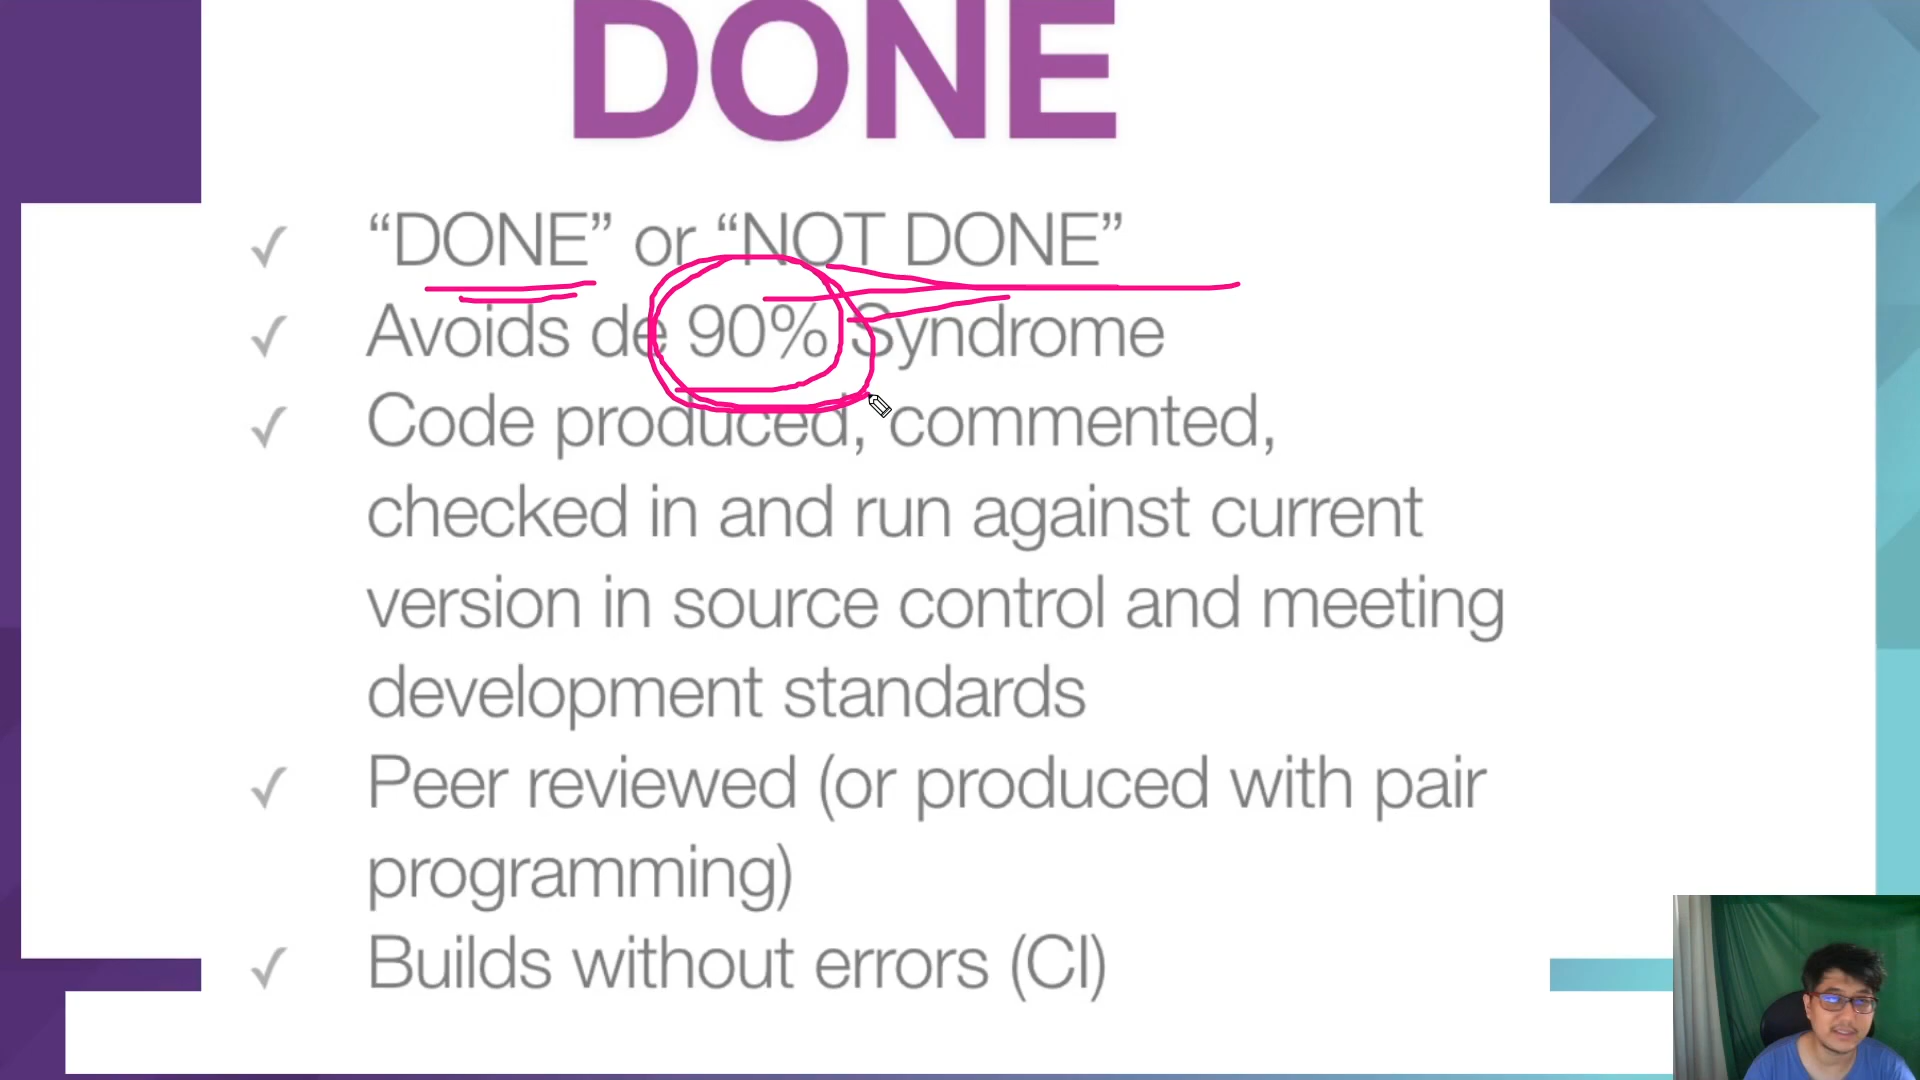 DONE
✓ “DONE” or “NOT DONE”
✓ Avoids de 90% Syndrome
✓ Code produced, commented,
checked in and run against current
version in source control and meeting
development standards
✓ Peer reviewed (or produced with pair
programming)
✓ Builds without errors (CI)